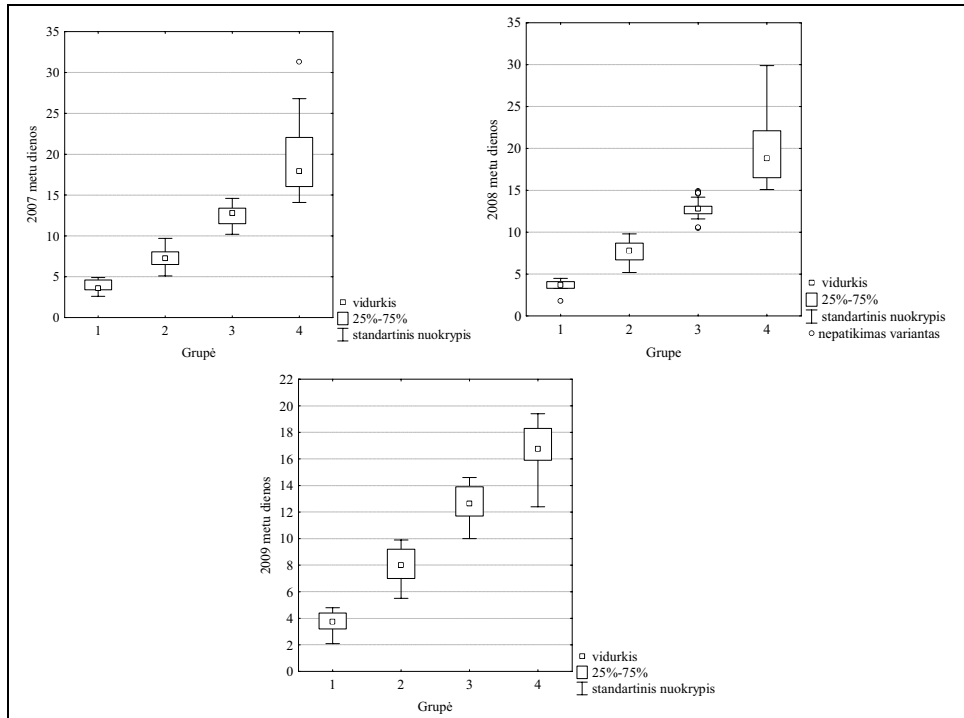 2007 metu dienos
35
30
25
20
15
10
5
0
1 2 3 4
Grupė
vidurkis
25%-75%
standartinis nuokrypis
2008 metu dienos
35
30
25
20
15
10
5
0
1 2 3 4
Grupe
vidurkis
25%-75%
standartinis nuokrypis
nepatikimas variantas
2009 metu dienos
22
20
18
16
14
12
10
8
6
4
2
0
1 2 3 4
Grupė
vidurkis
25%-75%
standartinis nuokrypis